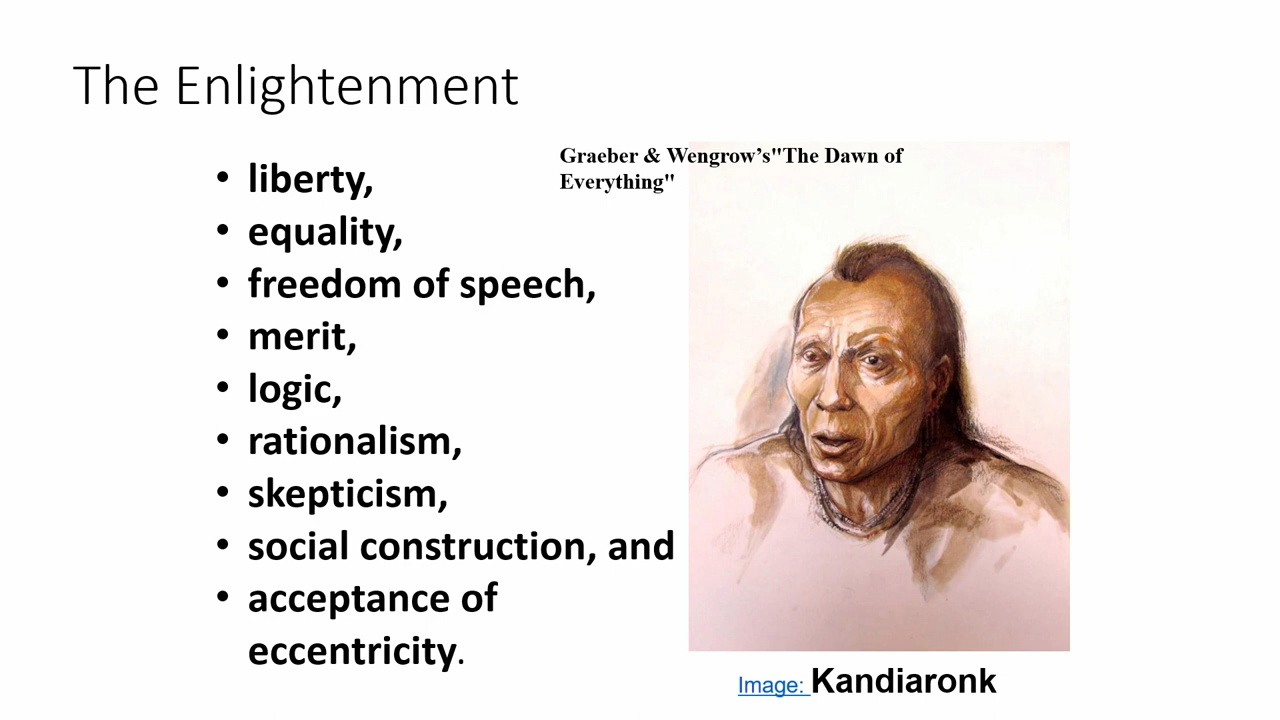 The Enlightenment
Graeber & Wengrow’s"The Dawn of
Everything"
• liberty,
• equality,
• freedom of speech,
• merit,
• logic,
• rationalism,
• skepticism,
• social construction, and
• acceptance of
eccentricity.
Image: Kandiaronk